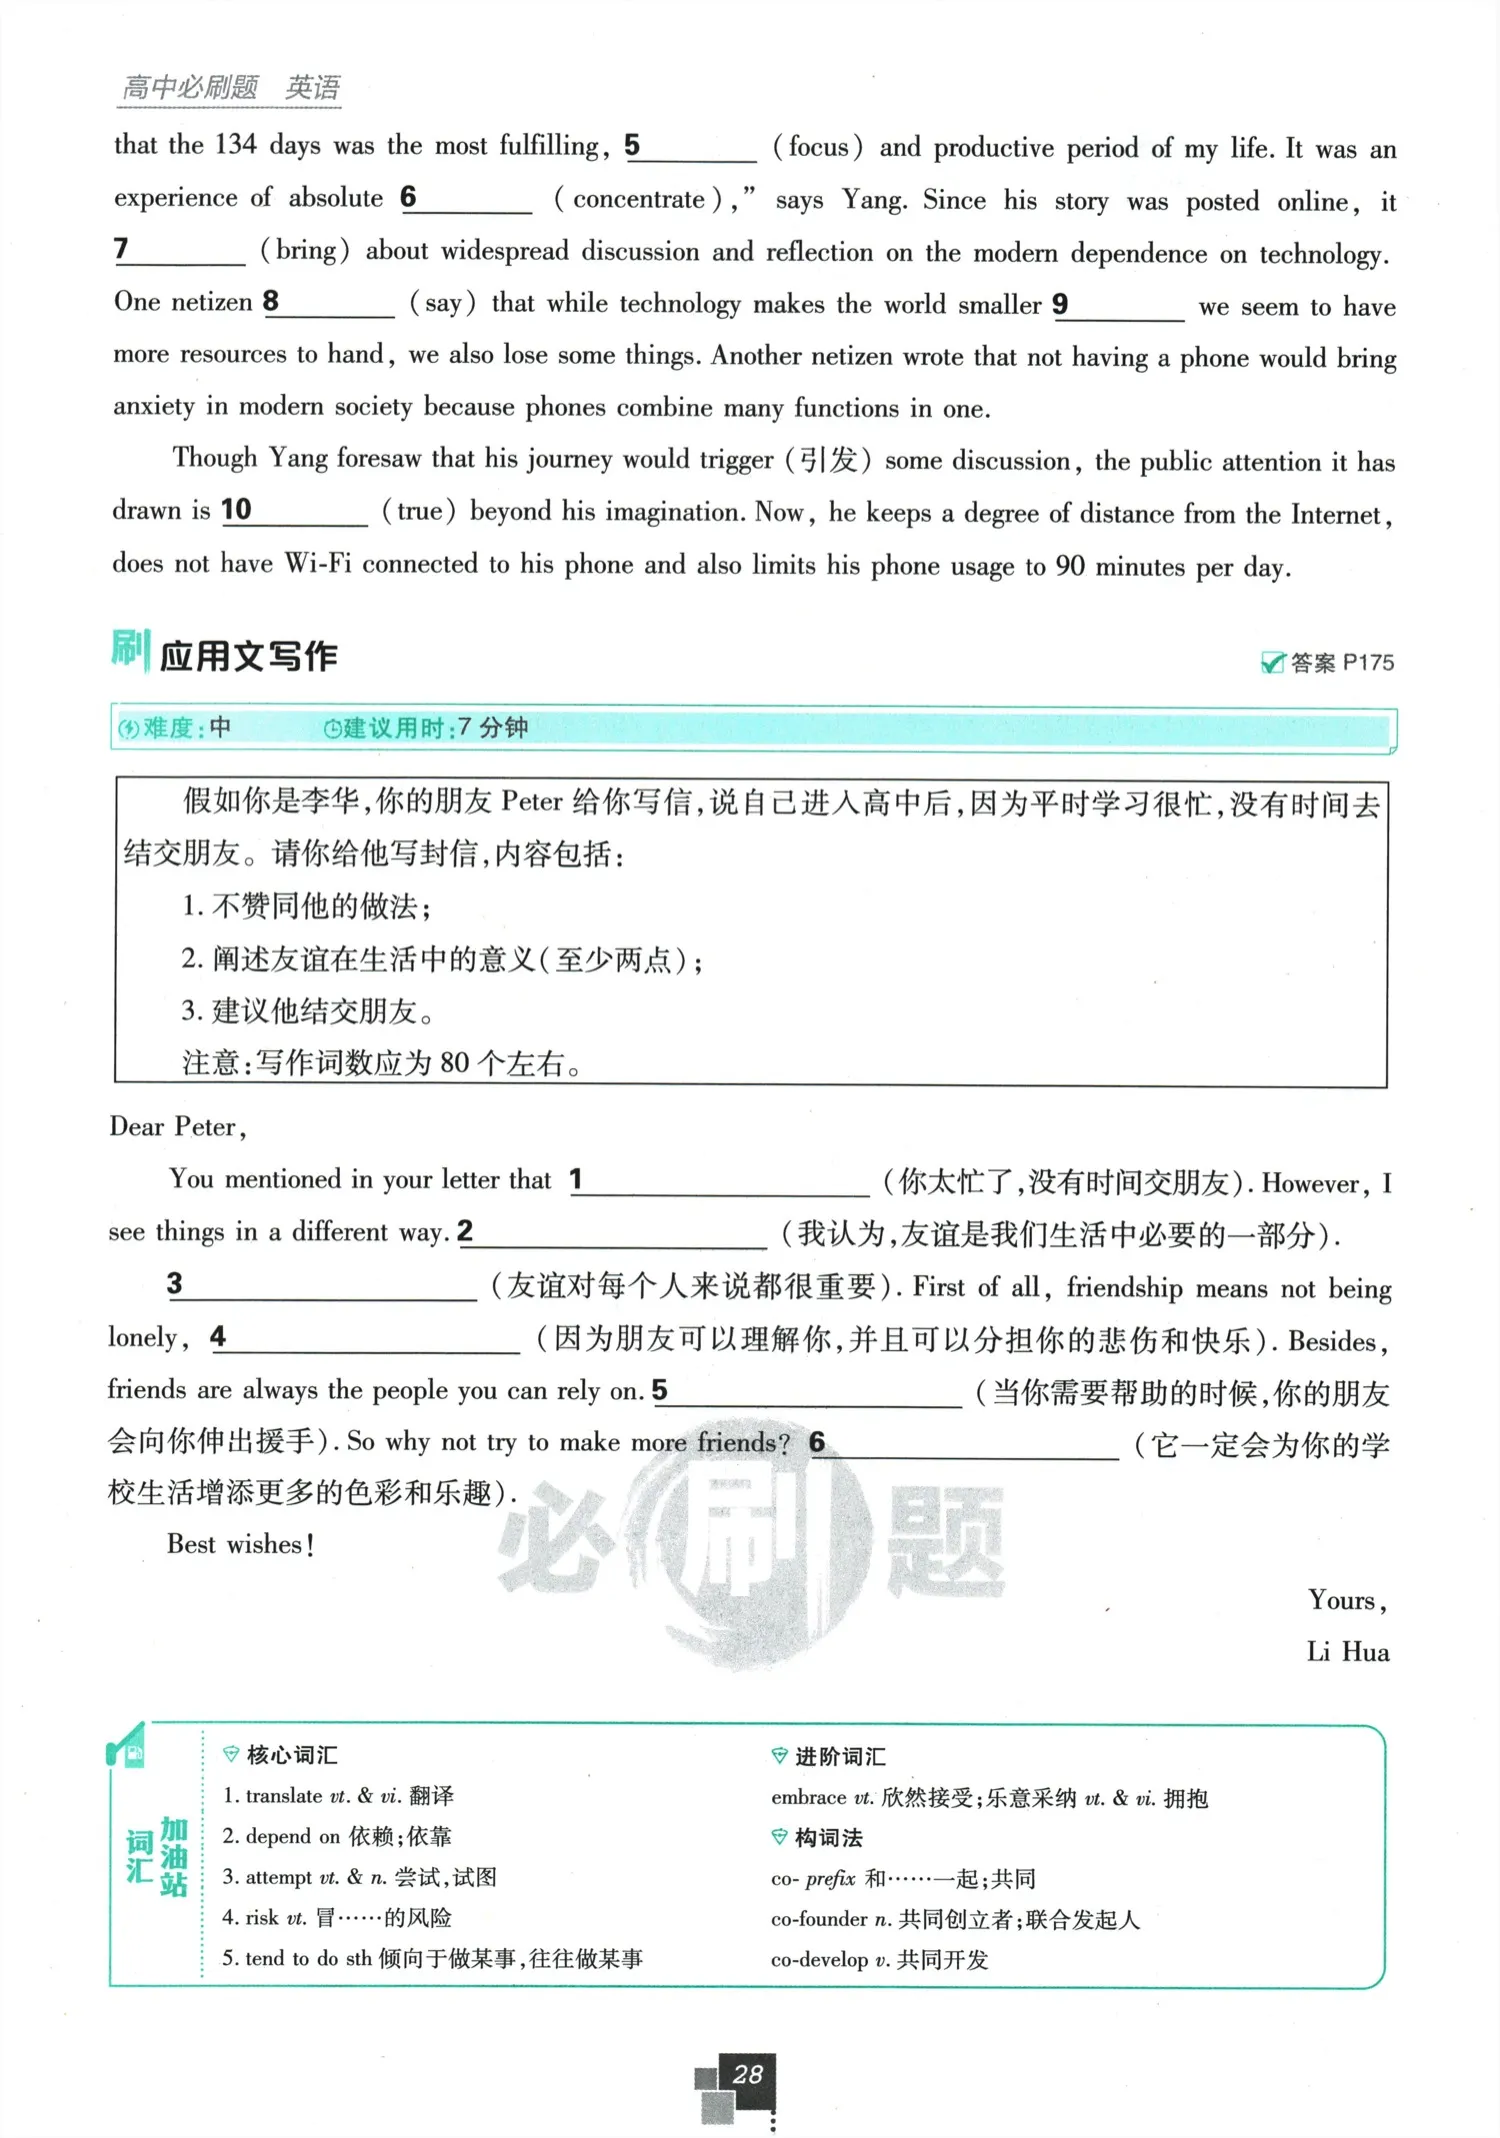 高中必刷题 英语
that the 134 days was the most fulfilling, 5________ (focus) and productive period of my life. It was an
experience of absolute 6________ (concentrate),” says Yang. Since his story was posted online, it
7________ (bring) about widespread discussion and reflection on the modern dependence on technology.
One netizen 8________ (say) that while technology makes the world smaller 9________ we seem to have
more resources to hand, we also lose some things. Another netizen wrote that not having a phone would bring
anxiety in modern society because phones combine many functions in one.
Though Yang foresaw that his journey would trigger (引发) some discussion, the public attention it has
drawn is 10________ (true) beyond his imagination. Now, he keeps a degree of distance from the Internet,
does not have Wi-Fi connected to his phone and also limits his phone usage to 90 minutes per day.
刷 应用文写作
答案 P175
难度:中 建议用时:7 分钟
假如你是李华,你的朋友 Peter 给你写信,说自己进入高中后,因为平时学习很忙,没有时间去
结交朋友。请你给他写封信,内容包括:
1. 不赞同他的做法;
2. 阐述友谊在生活中的意义(至少两点);
3. 建议他结交朋友。
注意:写作词数应为 80 个左右。
Dear Peter,
You mentioned in your letter that 1________ (你太忙了,没有时间交朋友). However, I
see things in a different way. 2________ (我认为,友谊是我们生活中必要的一部分).
3________ (友谊对每个人来说都很重要). First of all, friendship means not being
lonely, 4________ (因为朋友可以理解你,并且可以分担你的悲伤和快乐). Besides,
friends are always the people you can rely on. 5________ (当你需要帮助的时候,你的朋友
会向你伸出援手). So why not try to make more friends? 6________ (它一定会为你的学
校生活增添更多的色彩和乐趣).
Best wishes!
Yours,
Li Hua
必刷题
词汇加油站
核心词汇
1. translate vt. & vi. 翻译
2. depend on 依赖;依靠
3. attempt vt. & n. 尝试,试图
4. risk vt. 冒……的风险
5. tend to do sth 倾向于做某事,往往做某事
进阶词汇
embrace vt. 欣然接受;乐意采纳 vt. & vi. 拥抱
构词法
co- prefix 和……一起;共同
co-founder n. 共同创立者;联合发起人
co-develop v. 共同开发
28